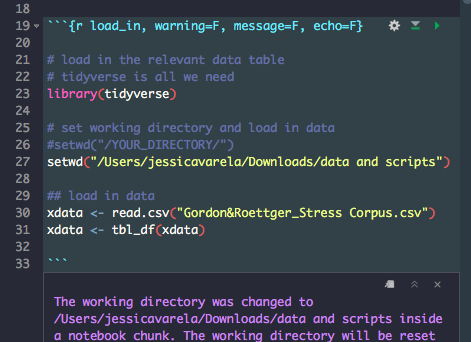 18
19 ```{r load_in, warning=F, message=F, echo=F}
20
21 # load in the relevant data table
22 # tidyverse is all we need
23 library(tidyverse)
24
25 # set working directory and load in data
26 #setwd("/YOUR_DIRECTORY/")
27 setwd("/Users/jessicavarela/Downloads/data and scripts")
28
29 ## load in data
30 xdata <- read.csv("Gordon&Roettger_Stress Corpus.csv")
31 xdata <- tbl_df(xdata)
32
33 ```
The working directory was changed to
/Users/jessicavarela/Downloads/data and scripts inside
a notebook chunk. The working directory will be reset